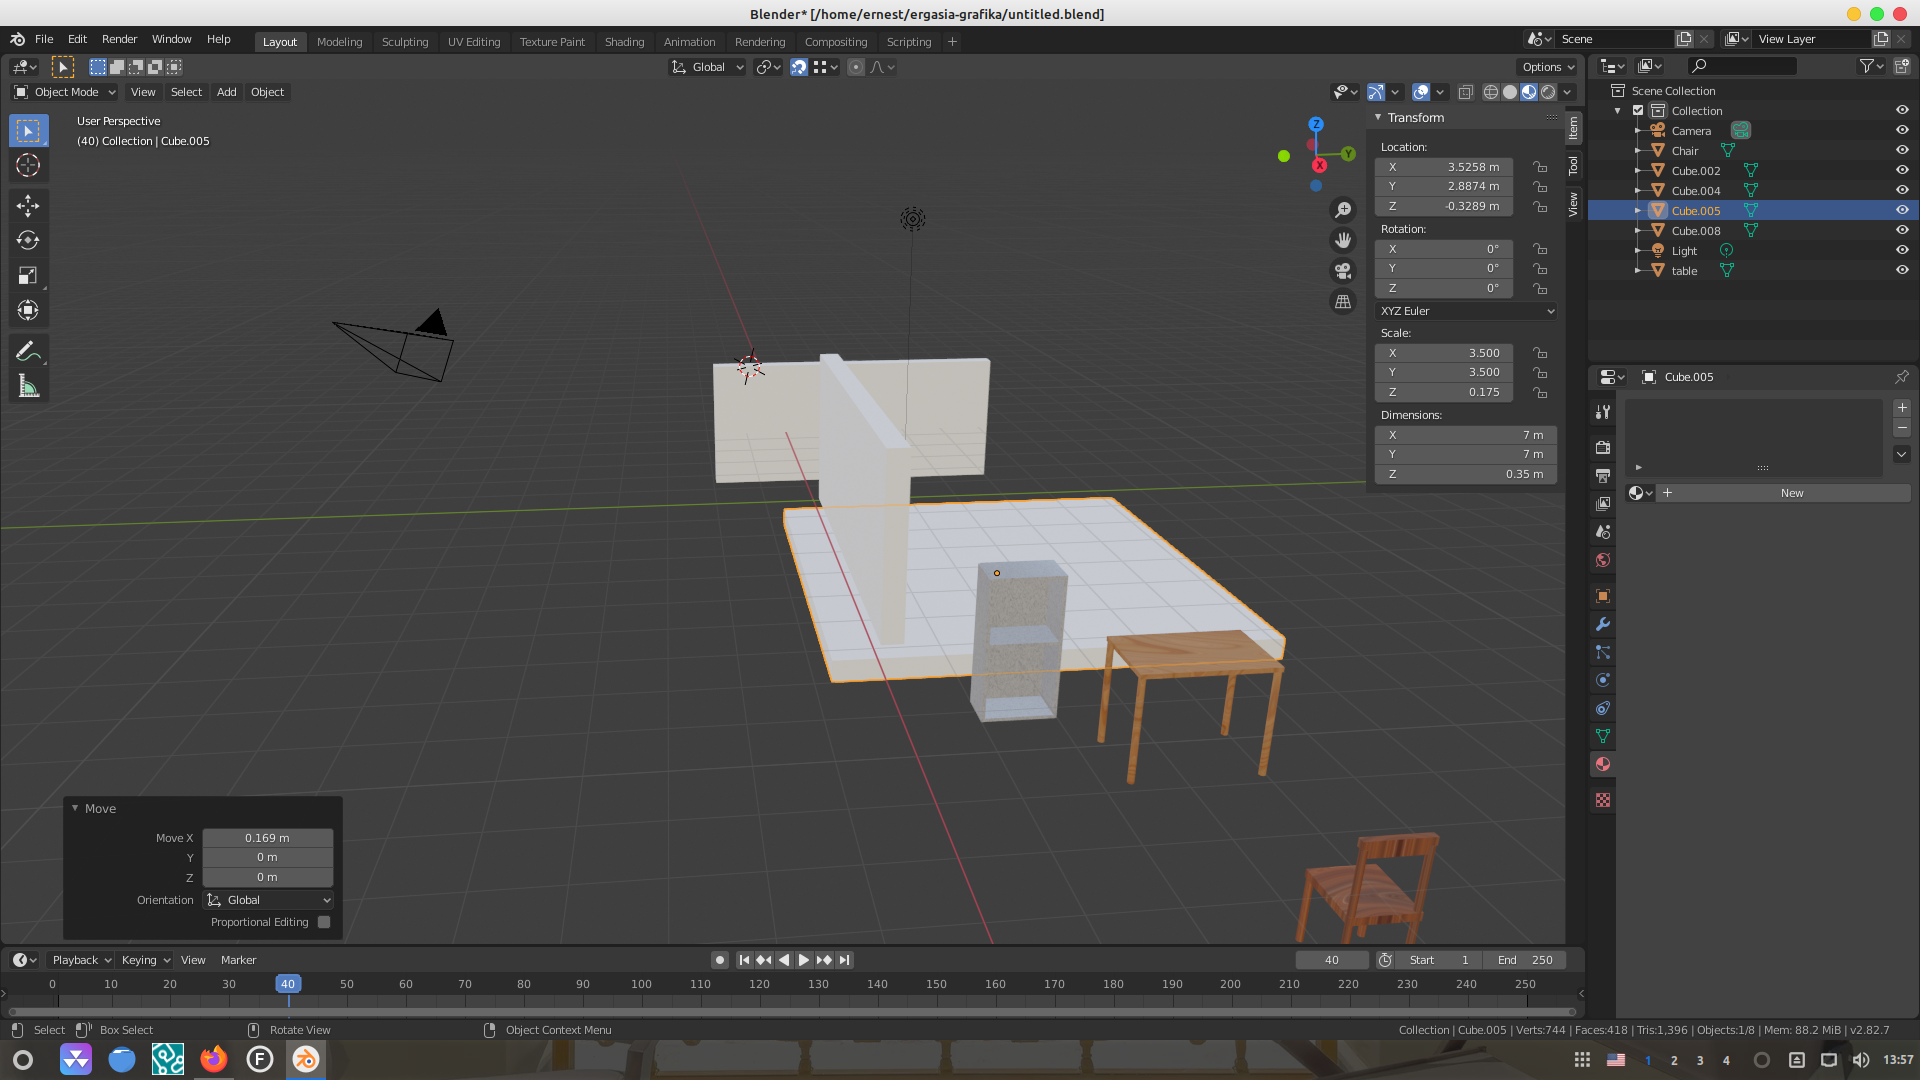 Blender* [/home/ernest/ergasia-grafika/untitled.blend]
File Edit Render Window Help
Layout Modeling Sculpting UV Editing Texture Paint Shading Animation Rendering Compositing Scripting +
Scene
View Layer
Global
Options
Object Mode View Select Add Object
User Perspective
(40) Collection | Cube.005
Z
Y
X
Item
Tool
View
Transform
Location:
X 3.5258 m
Y 2.8874 m
Z -0.3289 m
Rotation:
X 0°
Y 0°
Z 0°
XYZ Euler
Scale:
X 3.500
Y 3.500
Z 0.175
Dimensions:
X 7 m
Y 7 m
Z 0.35 m
Scene Collection
Collection
Camera
Chair
Cube.002
Cube.004
Cube.005
Cube.008
Light
table
Cube.005
New
Move
Move X 0.169 m
Y 0 m
Z 0 m
Orientation Global
Proportional Editing
Playback Keying View Marker
40
Start 1
End 250
0 10 20 30 40 50 60 70 80 90 100 110 120 130 140 150 160 170 180 190 200 210 220 230 240 250
Select Box Select Rotate View Object Context Menu
Collection | Cube.005 | Verts:744 | Faces:418 | Tris:1,396 | Objects:1/8 | Mem: 88.2 MiB | v2.82.7
F
1 2 3 4
13:57